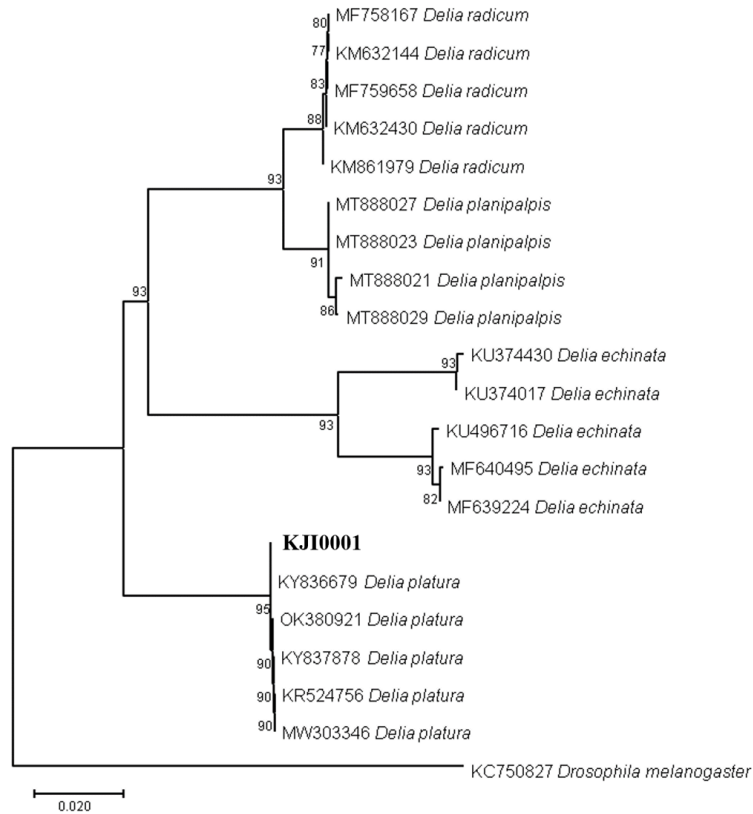 80
MF758167 Delia radicum
77
KM632144 Delia radicum
83
MF759658 Delia radicum
88
KM632430 Delia radicum
KM861979 Delia radicum
93
MT888027 Delia planipalpis
MT888023 Delia planipalpis
91
MT888021 Delia planipalpis
86
MT888029 Delia planipalpis
93
KU374430 Delia echinata
93
KU374017 Delia echinata
93
KU496716 Delia echinata
93
MF640495 Delia echinata
82
MF639224 Delia echinata
KJI0001
KY836679 Delia platura
95
OK380921 Delia platura
90
KY837878 Delia platura
90
KR524756 Delia platura
90
MW303346 Delia platura
KC750827 Drosophila melanogaster
0.020